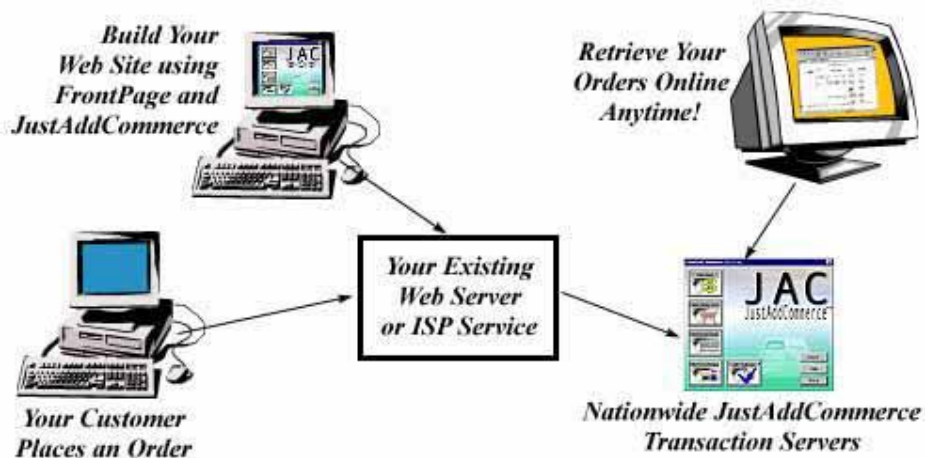 Build Your
Web Site using
FrontPage and
JustAddCommerce
JAC
Retrieve Your
Orders Online
Anytime!
Your Existing
Web Server
or ISP Service
JAC
JustAddCommerce
Your Customer
Places an Order
Nationwide JustAddCommerce
Transaction Servers